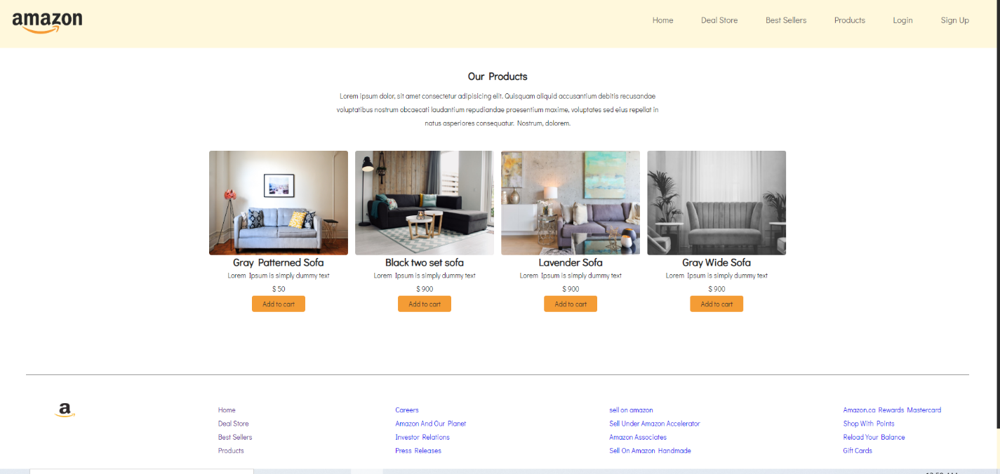 amazon
Home
Deal Store
Best Sellers
Products
Login
Sign Up
Our Products
Lorem ipsum dolor, sit amet consectetur adipisicing elit. Quisquam aliquid accusantium debitis recusandae
voluptatibus nostrum obcaecati laudantium repudiandae praesentium maxime, voluptates sed eius repellat in
natus asperiores consequatur. Nostrum, dolorem.
Gray Patterned Sofa
Lorem Ipsum is simply dummy text
$ 50
Add to cart
Black two set sofa
Lorem Ipsum is simply dummy text
$ 900
Add to cart
Lavender Sofa
Lorem Ipsum is simply dummy text
$ 900
Add to cart
Gray Wide Sofa
Lorem Ipsum is simply dummy text
$ 900
Add to cart
a
Home
Deal Store
Best Sellers
Products
Careers
Amazon And Our Planet
Investor Relations
Press Releases
sell on amazon
Sell Under Amazon Accelerator
Amazon Associates
Sell On Amazon Handmade
Amazon.ca Rewards Mastercard
Shop With Points
Reload Your Balance
Gift Cards